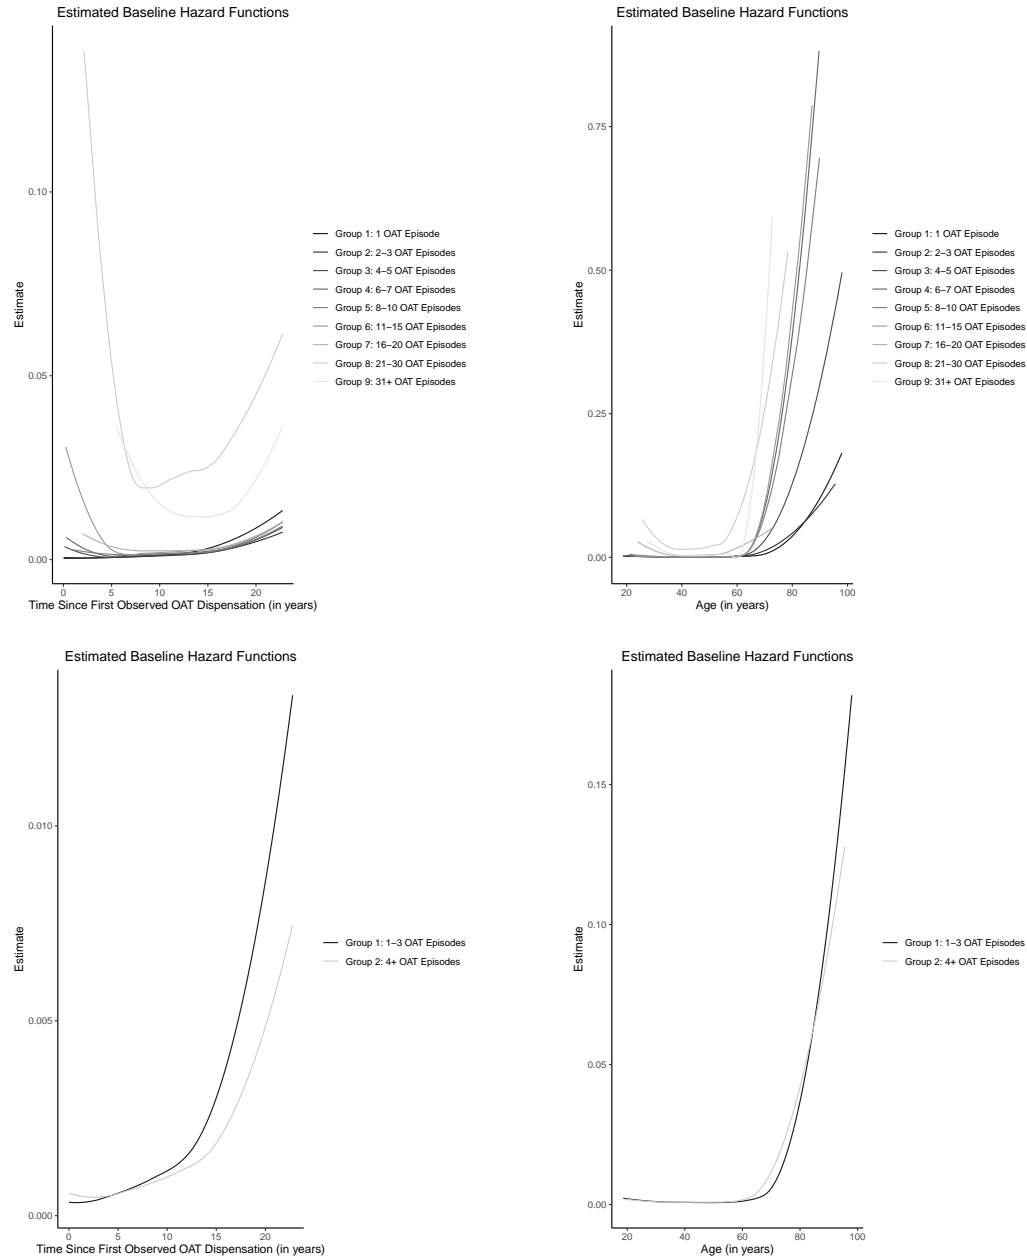 Estimated Baseline Hazard Functions
Estimate
0.10
0.05
0.00
0 5 10 15 20
Time Since First Observed OAT Dispensation (in years)
Group 1: 1 OAT Episode
Group 2: 2–3 OAT Episodes
Group 3: 4–5 OAT Episodes
Group 4: 6–7 OAT Episodes
Group 5: 8–10 OAT Episodes
Group 6: 11–15 OAT Episodes
Group 7: 16–20 OAT Episodes
Group 8: 21–30 OAT Episodes
Group 9: 31+ OAT Episodes
Estimated Baseline Hazard Functions
Estimate
0.75
0.50
0.25
0.00
20 40 60 80 100
Age (in years)
Group 1: 1 OAT Episode
Group 2: 2–3 OAT Episodes
Group 3: 4–5 OAT Episodes
Group 4: 6–7 OAT Episodes
Group 5: 8–10 OAT Episodes
Group 6: 11–15 OAT Episodes
Group 7: 16–20 OAT Episodes
Group 8: 21–30 OAT Episodes
Group 9: 31+ OAT Episodes
Estimated Baseline Hazard Functions
Estimate
0.010
0.005
0.000
0 5 10 15 20
Time Since First Observed OAT Dispensation (in years)
Group 1: 1–3 OAT Episodes
Group 2: 4+ OAT Episodes
Estimated Baseline Hazard Functions
Estimate
0.15
0.10
0.05
0.00
20 40 60 80 100
Age (in years)
Group 1: 1–3 OAT Episodes
Group 2: 4+ OAT Episodes